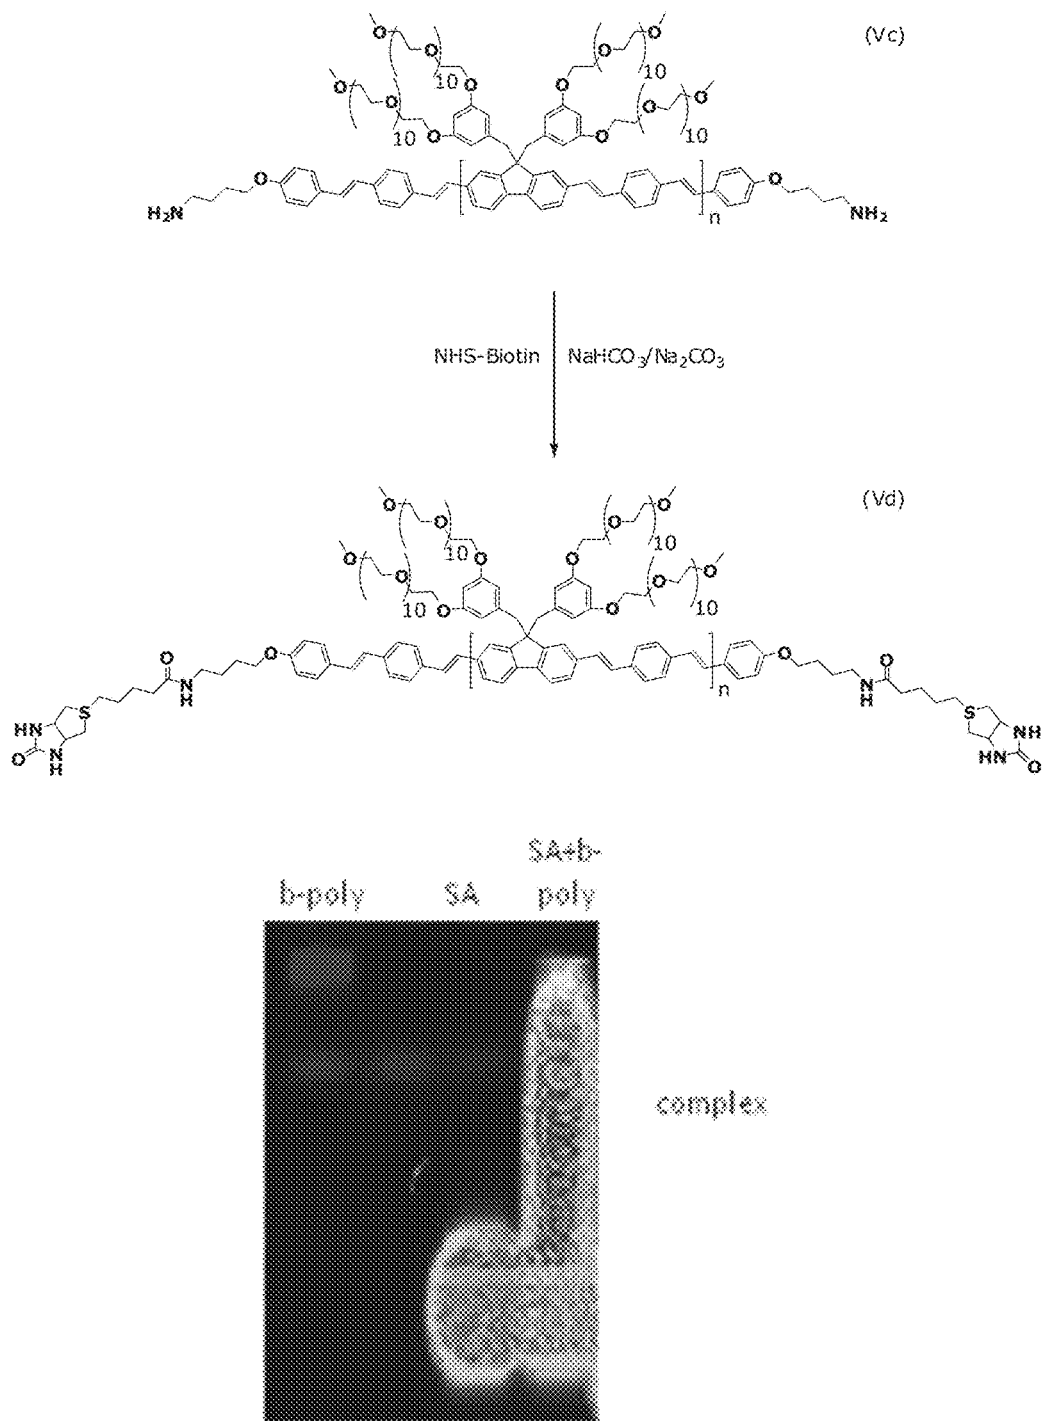 (Vc)
O O O O
10 O O 10
O O O O
10 O O 10
O O
H₂N n NH₂
NHS-Biotin NaHCO₃/Na₂CO₃
(Vd)
O O O O
10 O O 10
O O O O
10 O O 10
O O O O
N H n N H
S S
HN NH
O N H HN O
SA+b-
b-poly SA poly
complex